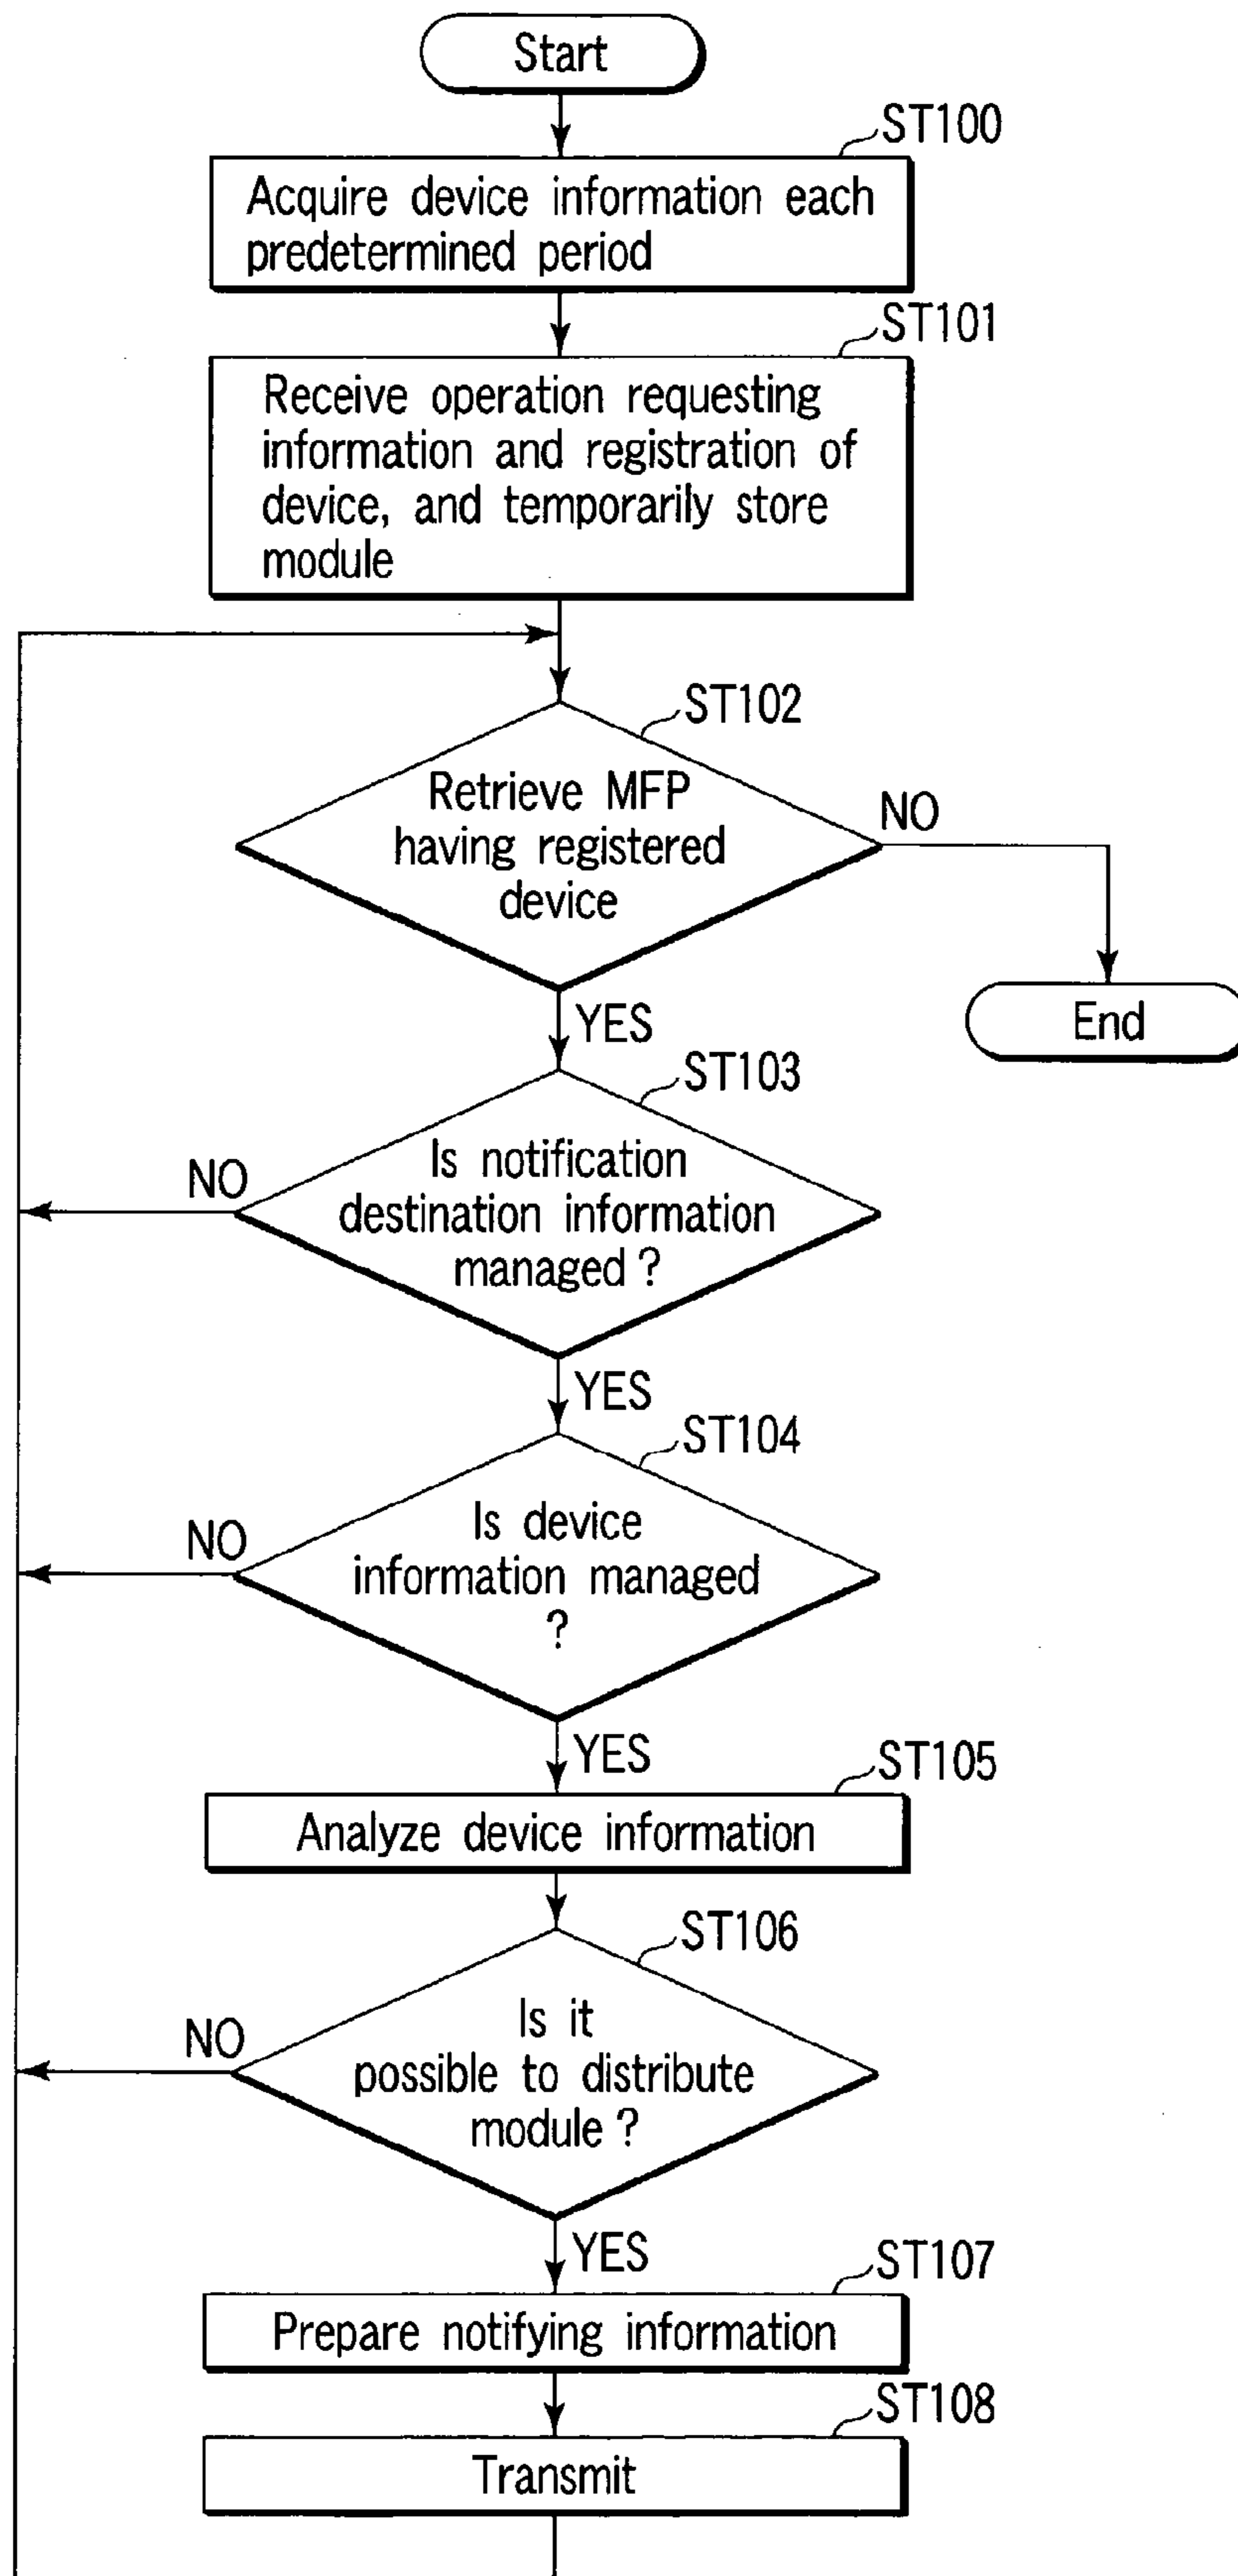 Start
ST100
Acquire device information each
predetermined period
ST101
Receive operation requesting
information and registration of
device, and temporarily store
module
ST102
Retrieve MFP
having registered
device
NO
End
YES
ST103
Is notification
destination information
managed ?
NO
YES
ST104
Is device
information managed
?
NO
YES
ST105
Analyze device information
ST106
Is it
possible to distribute
module ?
NO
YES
ST107
Prepare notifying information
ST108
Transmit